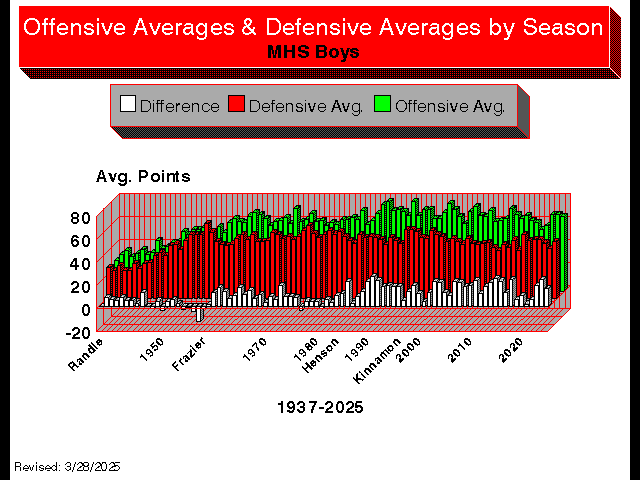 Offensive Averages & Defensive Averages by Season
MHS Boys
Difference Defensive Avg. Offensive Avg.
Avg. Points
80
60
40
20
0
-20
Randle 1950 Frazier 1970 1980 Henson 1990 Kinnamon 2000 2010 2020
1937-2025
Revised: 3/28/2025